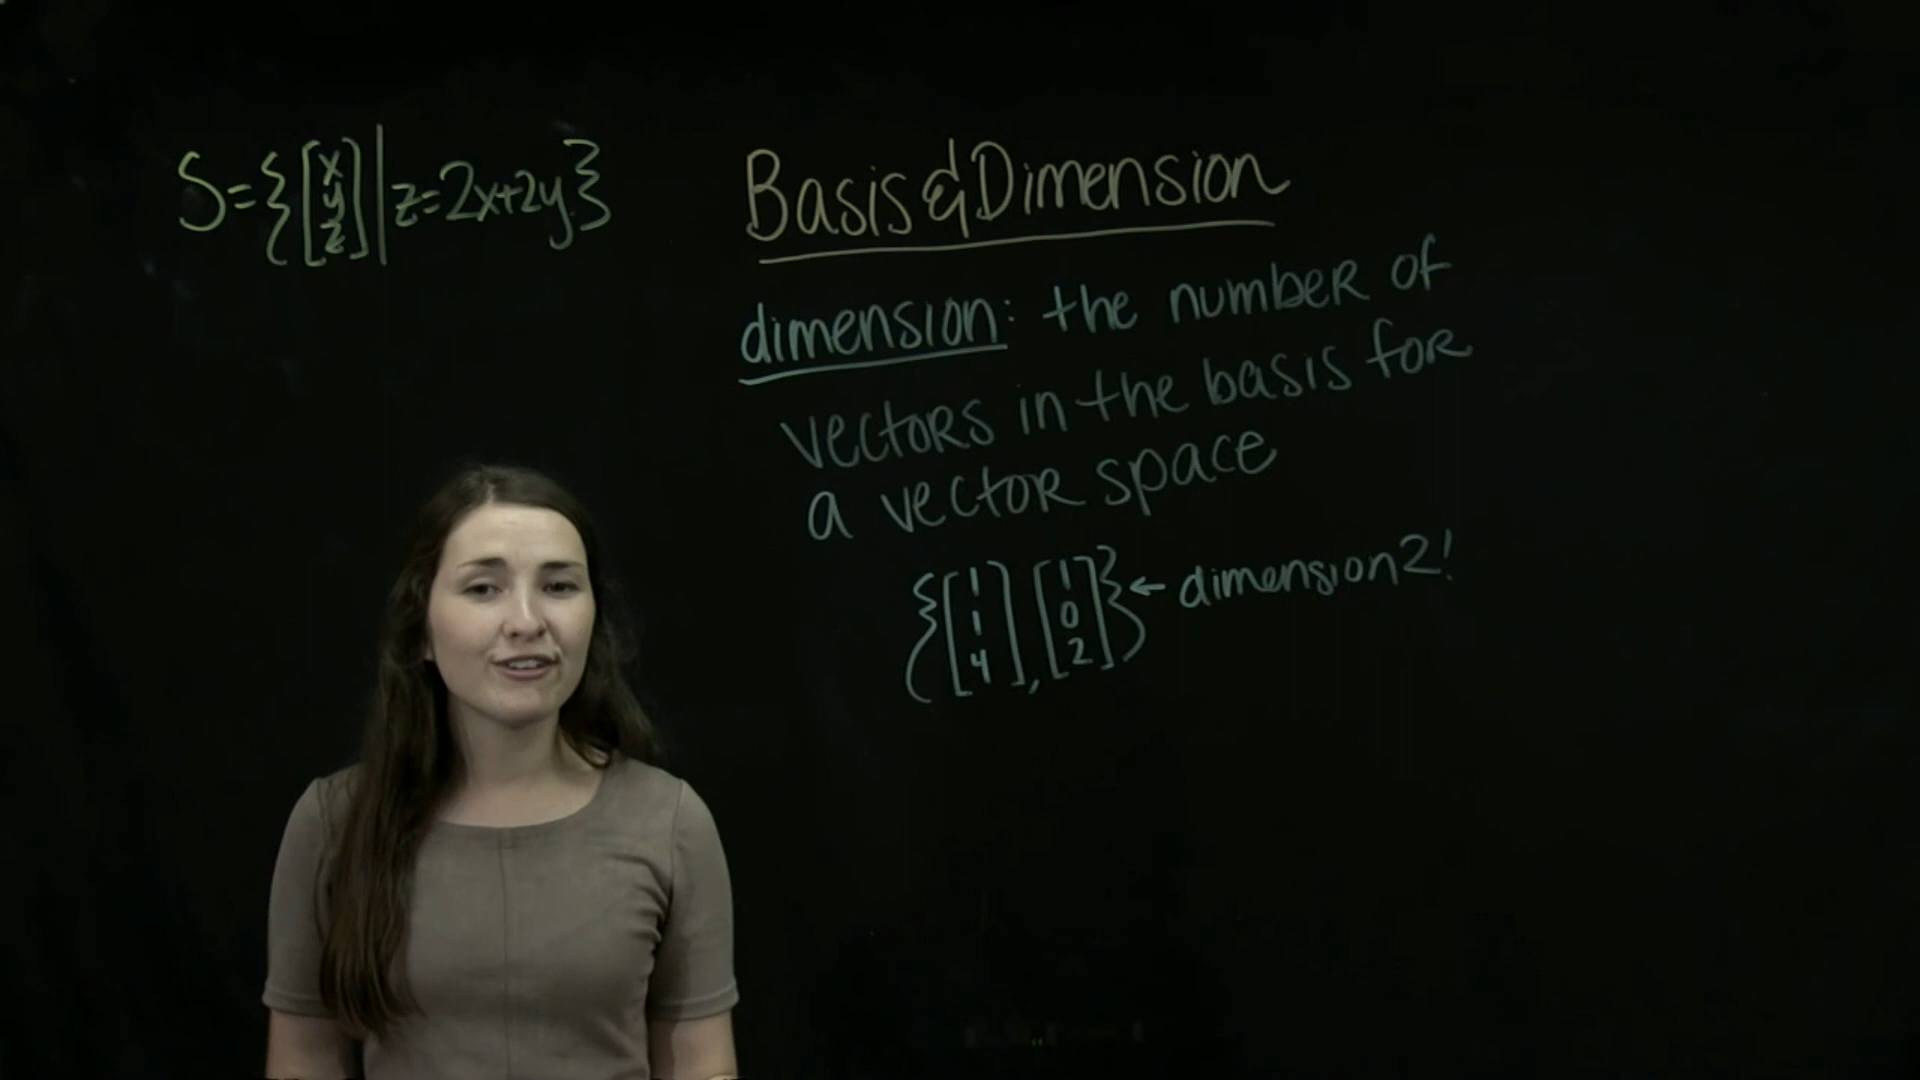 S={[x y z]|z=2x+2y}
Basis & Dimension
dimension: the number of
vectors in the basis for
a vector space
{[1 1 4], [1 0 2]} ← dimension 2!